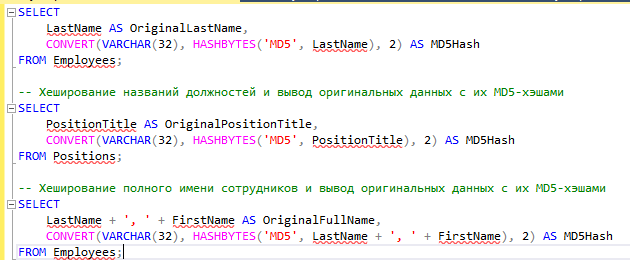 SELECT
LastName AS OriginalLastName,
CONVERT(VARCHAR(32), HASHBYTES('MD5', LastName), 2) AS MD5Hash
FROM Employees;
-- Хеширование названий должностей и вывод оригинальных данных с их MD5-хэшами
SELECT
PositionTitle AS OriginalPositionTitle,
CONVERT(VARCHAR(32), HASHBYTES('MD5', PositionTitle), 2) AS MD5Hash
FROM Positions;
-- Хеширование полного имени сотрудников и вывод оригинальных данных с их MD5-хэшами
SELECT
LastName + ', ' + FirstName AS OriginalFullName,
CONVERT(VARCHAR(32), HASHBYTES('MD5', LastName + ', ' + FirstName), 2) AS MD5Hash
FROM Employees;